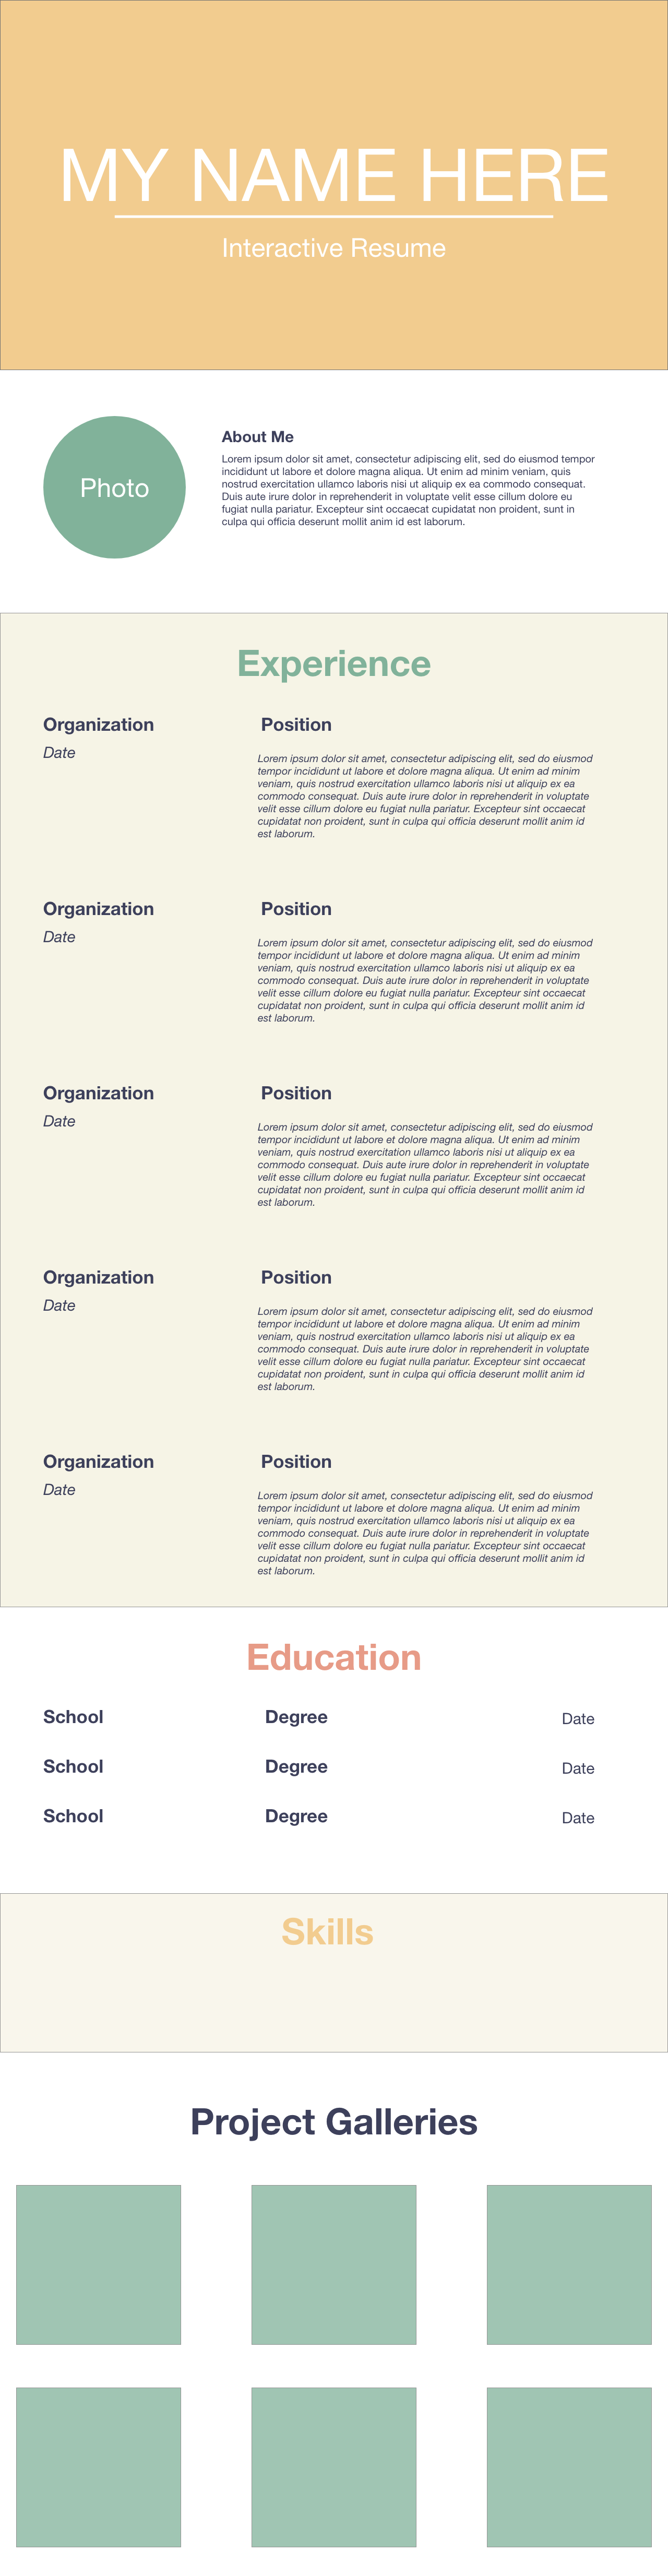 MY NAME HERE
Interactive Resume
Photo
About Me
Lorem ipsum dolor sit amet, consectetur adipiscing elit, sed do eiusmod tempor
incididunt ut labore et dolore magna aliqua. Ut enim ad minim veniam, quis
nostrud exercitation ullamco laboris nisi ut aliquip ex ea commodo consequat.
Duis aute irure dolor in reprehenderit in voluptate velit esse cillum dolore eu
fugiat nulla pariatur. Excepteur sint occaecat cupidatat non proident, sunt in
culpa qui officia deserunt mollit anim id est laborum.
Experience
Organization
Date
Position
Lorem ipsum dolor sit amet, consectetur adipiscing elit, sed do eiusmod
tempor incididunt ut labore et dolore magna aliqua. Ut enim ad minim
veniam, quis nostrud exercitation ullamco laboris nisi ut aliquip ex ea
commodo consequat. Duis aute irure dolor in reprehenderit in voluptate
velit esse cillum dolore eu fugiat nulla pariatur. Excepteur sint occaecat
cupidatat non proident, sunt in culpa qui officia deserunt mollit anim id
est laborum.
Organization
Date
Position
Lorem ipsum dolor sit amet, consectetur adipiscing elit, sed do eiusmod
tempor incididunt ut labore et dolore magna aliqua. Ut enim ad minim
veniam, quis nostrud exercitation ullamco laboris nisi ut aliquip ex ea
commodo consequat. Duis aute irure dolor in reprehenderit in voluptate
velit esse cillum dolore eu fugiat nulla pariatur. Excepteur sint occaecat
cupidatat non proident, sunt in culpa qui officia deserunt mollit anim id
est laborum.
Organization
Date
Position
Lorem ipsum dolor sit amet, consectetur adipiscing elit, sed do eiusmod
tempor incididunt ut labore et dolore magna aliqua. Ut enim ad minim
veniam, quis nostrud exercitation ullamco laboris nisi ut aliquip ex ea
commodo consequat. Duis aute irure dolor in reprehenderit in voluptate
velit esse cillum dolore eu fugiat nulla pariatur. Excepteur sint occaecat
cupidatat non proident, sunt in culpa qui officia deserunt mollit anim id
est laborum.
Organization
Date
Position
Lorem ipsum dolor sit amet, consectetur adipiscing elit, sed do eiusmod
tempor incididunt ut labore et dolore magna aliqua. Ut enim ad minim
veniam, quis nostrud exercitation ullamco laboris nisi ut aliquip ex ea
commodo consequat. Duis aute irure dolor in reprehenderit in voluptate
velit esse cillum dolore eu fugiat nulla pariatur. Excepteur sint occaecat
cupidatat non proident, sunt in culpa qui officia deserunt mollit anim id
est laborum.
Organization
Date
Position
Lorem ipsum dolor sit amet, consectetur adipiscing elit, sed do eiusmod
tempor incididunt ut labore et dolore magna aliqua. Ut enim ad minim
veniam, quis nostrud exercitation ullamco laboris nisi ut aliquip ex ea
commodo consequat. Duis aute irure dolor in reprehenderit in voluptate
velit esse cillum dolore eu fugiat nulla pariatur. Excepteur sint occaecat
cupidatat non proident, sunt in culpa qui officia deserunt mollit anim id
est laborum.
Education
School Degree Date
School Degree Date
School Degree Date
Skills
Project Galleries